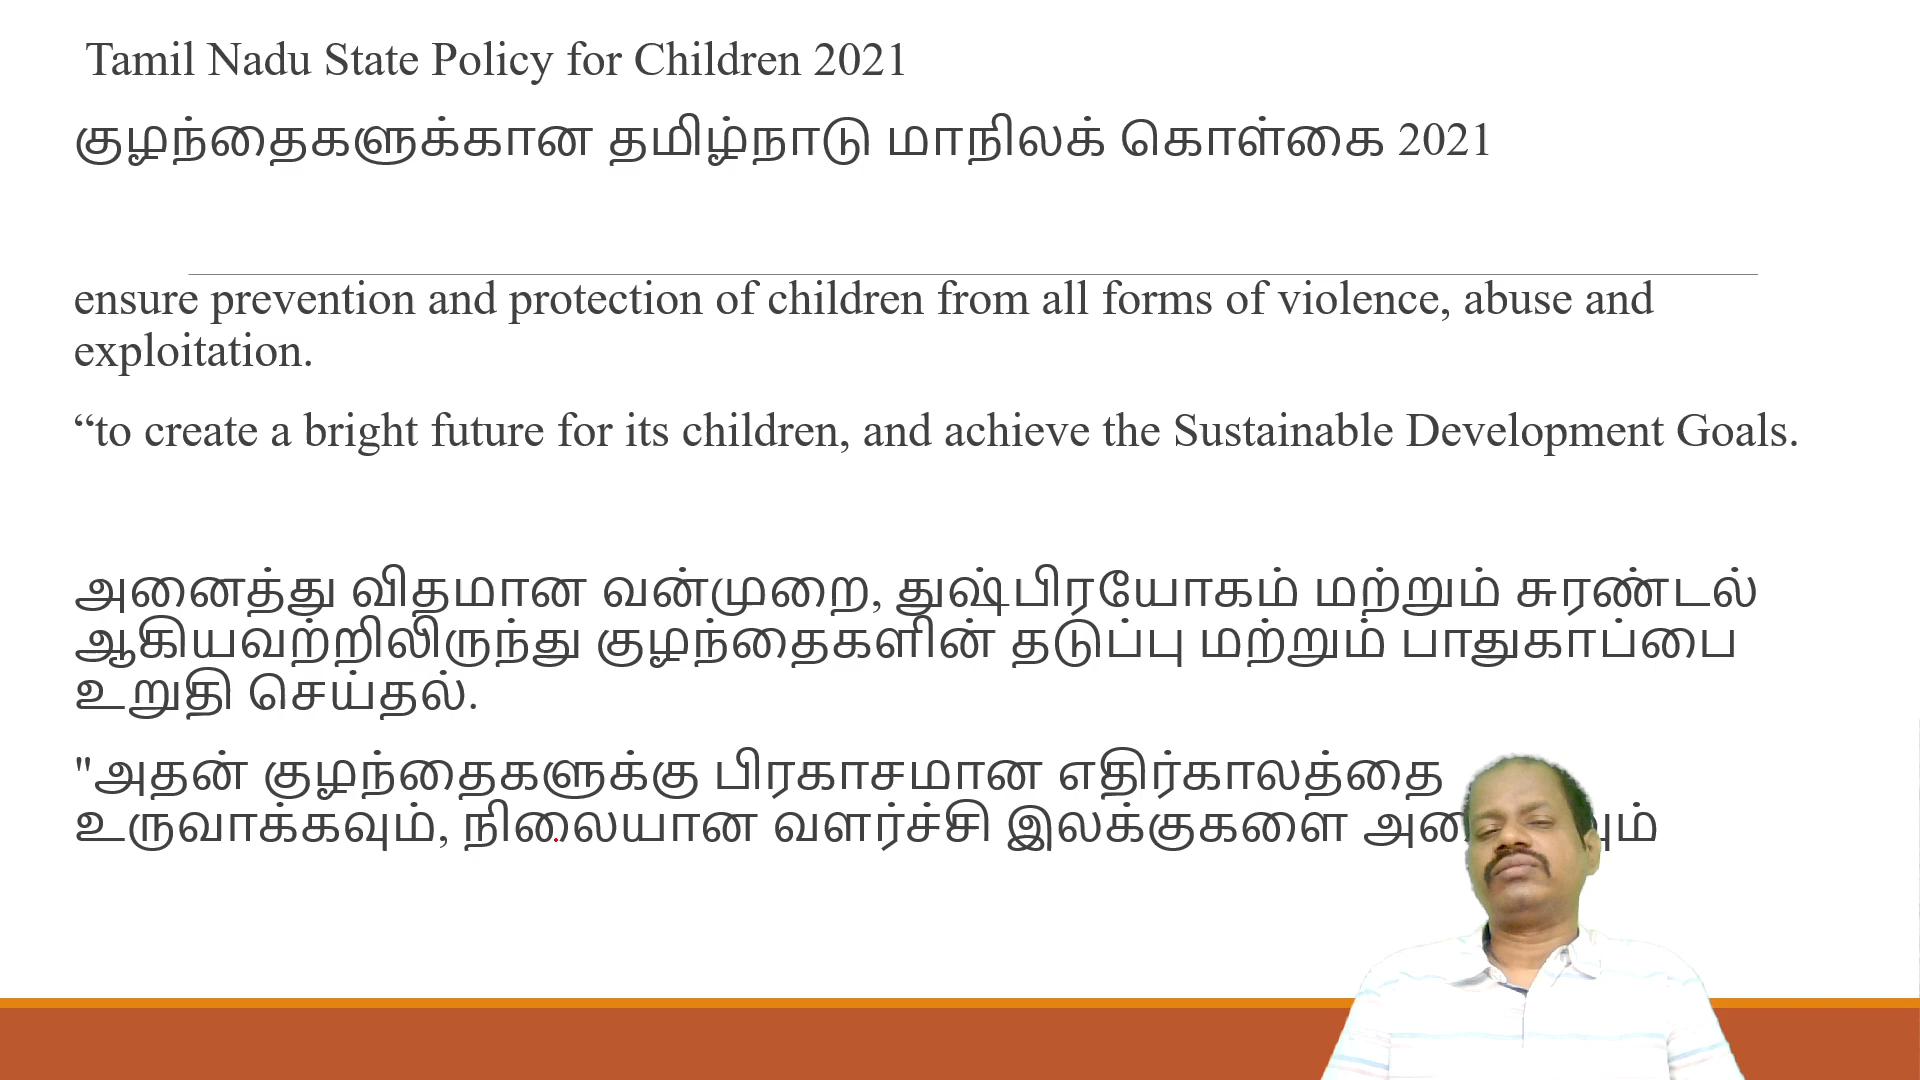 Tamil Nadu State Policy for Children 2021
குழந்தைகளுக்கான தமிழ்நாடு மாநிலக் கொள்கை 2021
ensure prevention and protection of children from all forms of violence, abuse and
exploitation.
“to create a bright future for its children, and achieve the Sustainable Development Goals.
அனைத்து விதமான வன்முறை, துஷ்பிரயோகம் மற்றும் சுரண்டல்
ஆகியவற்றிலிருந்து குழந்தைகளின் தடுப்பு மற்றும் பாதுகாப்பை
உறுதி செய்தல்.
"அதன் குழந்தைகளுக்கு பிரகாசமான எதிர்காலத்தை
உருவாக்கவும், நிலையான வளர்ச்சி இலக்குகளை